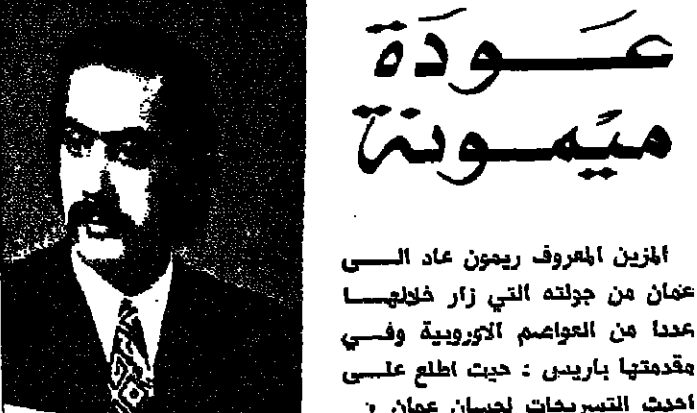 عودة
ميمونة
المزين المعروف ريمون عاد الى
عمان من جولته التي زار خلالها
عددا من العواصم الاوروبية وفي
مقدمتها باريس : حيث اطلع على
احدث التسريحات لحسان عمان .